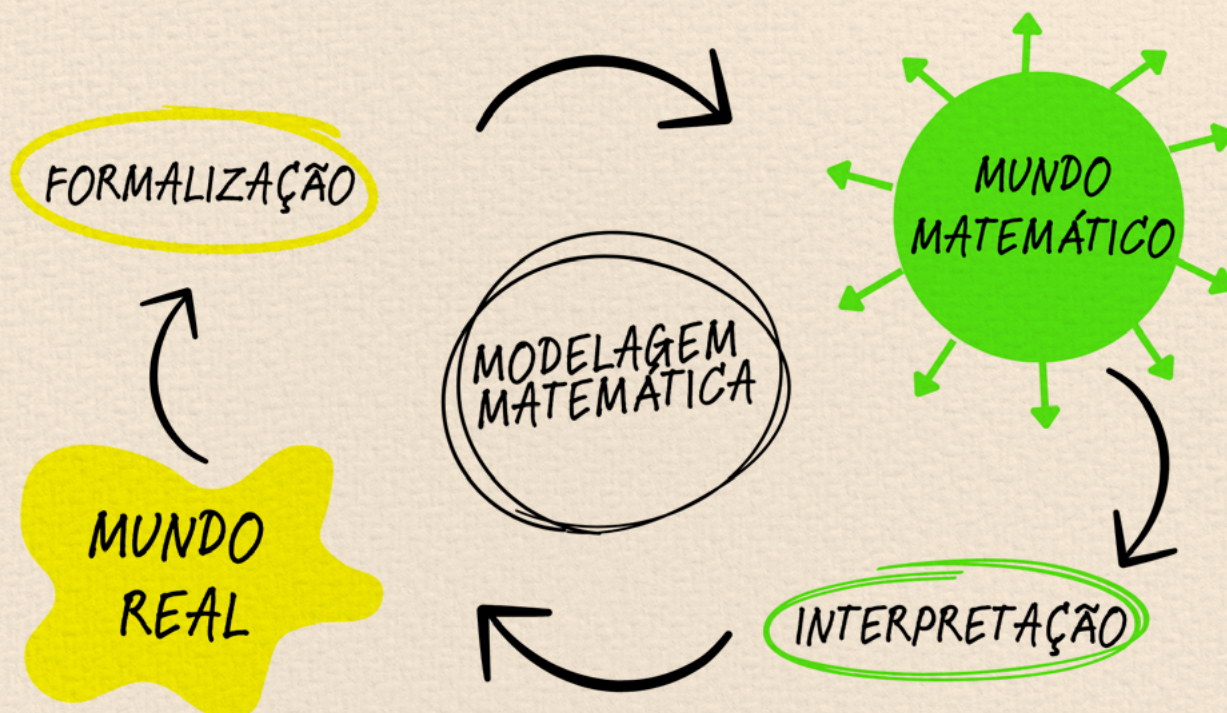 FORMALIZAÇÃO
MUNDO
MATEMÁTICO
MODELAGEM
MATEMÁTICA
MUNDO
REAL
INTERPRETAÇÃO